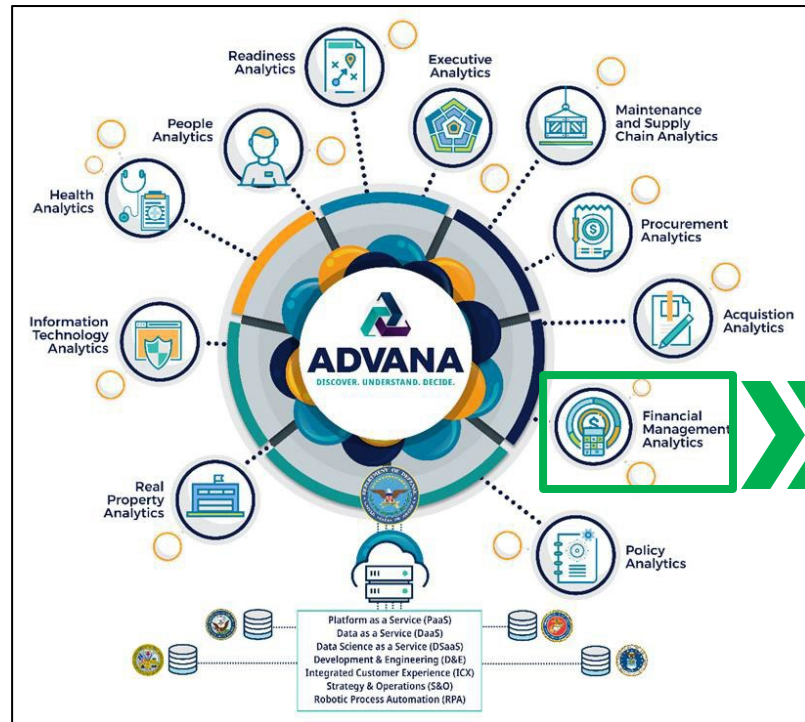 Readiness
Analytics
Executive
Analytics
People
Analytics
Maintenance
and Supply
Chain Analytics
Health
Analytics
Procurement
Analytics
Information
Technology
Analytics
Acquistion
Analytics
ADVANA
DISCOVER. UNDERSTAND. DECIDE.
Financial
Management
Analytics
Real
Property
Analytics
Policy
Analytics
Platform as a Service (PaaS)
Data as a Service (DaaS)
Data Science as a Service (DSaaS)
Development & Engineering (D&E)
Integrated Customer Experience (ICX)
Strategy & Operations (S&O)
Robotic Process Automation (RPA)